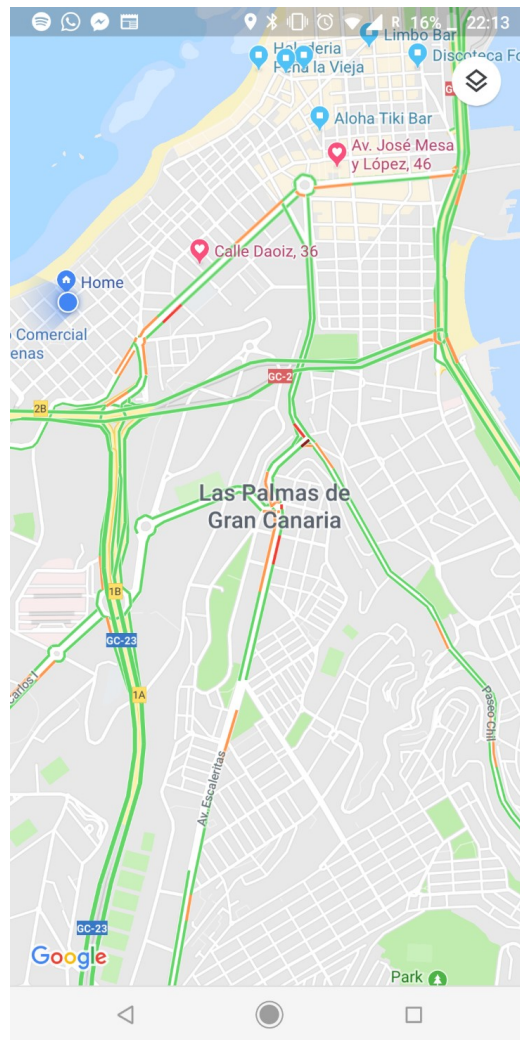 R 16% 22:13
Limbo Bar
Heladeria
Peña la Vieja
Discoteca Fo
Aloha Tiki Bar
Av. José Mesa
y López, 46
Calle Daoiz, 36
Home
Comercial
enas
GC-2
2B
Las Palmas de
Gran Canaria
1B
GC-23
Carlos I
1A
Paseo Chil
Av. Escaleritas
GC-23
Google
Park